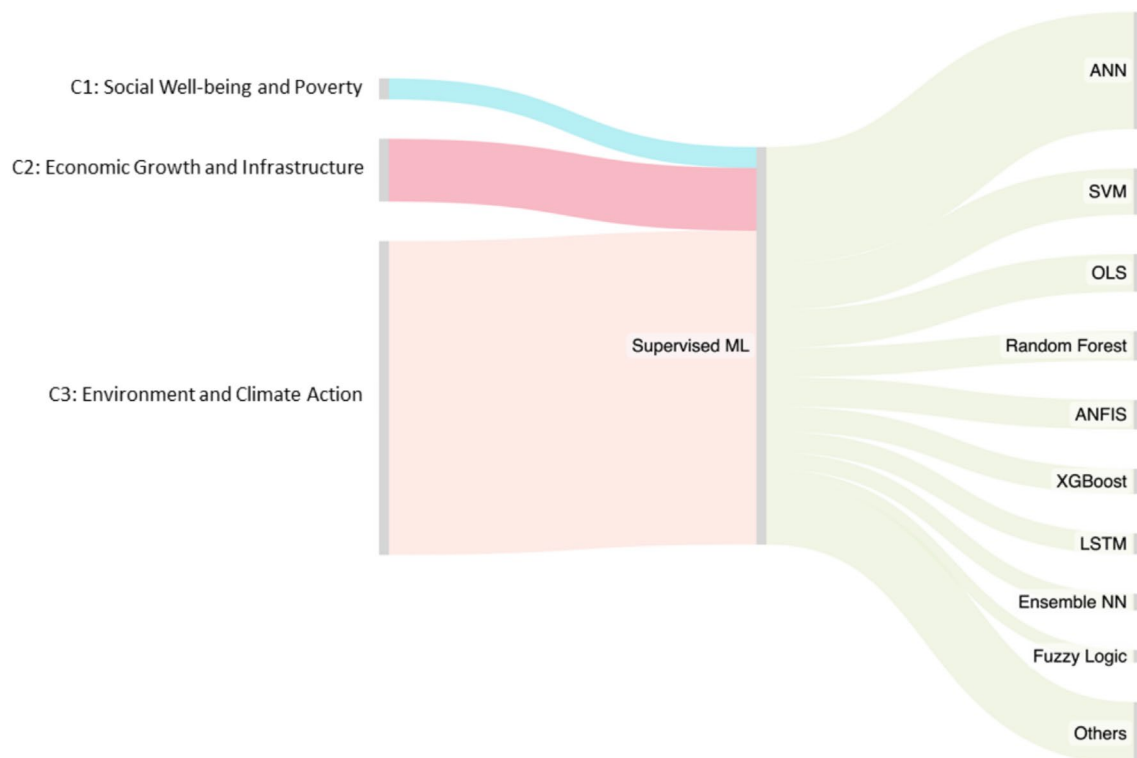 C1: Social Well-being and Poverty
C2: Economic Growth and Infrastructure
C3: Environment and Climate Action
Supervised ML
ANN
SVM
OLS
Random Forest
ANFIS
XGBoost
LSTM
Ensemble NN
Fuzzy Logic
Others